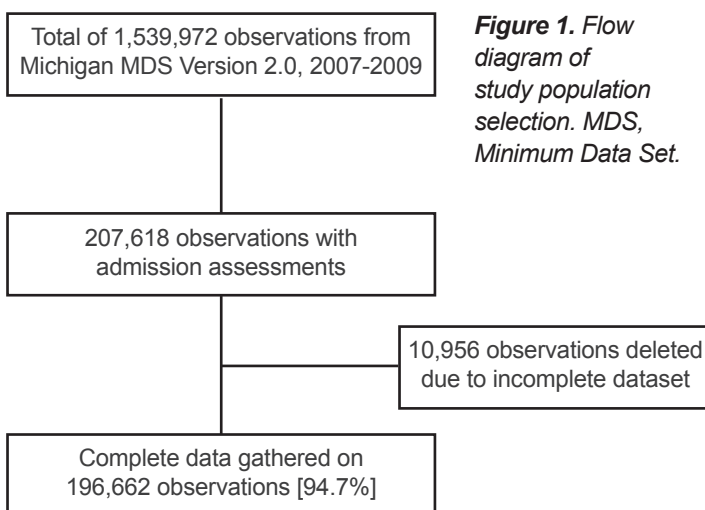 Total of 1,539,972 observations from
Michigan MDS Version 2.0, 2007-2009
Figure 1. Flow
diagram of
study population
selection. MDS,
Minimum Data Set.
207,618 observations with
admission assessments
10,956 observations deleted
due to incomplete dataset
Complete data gathered on
196,662 observations [94.7%]